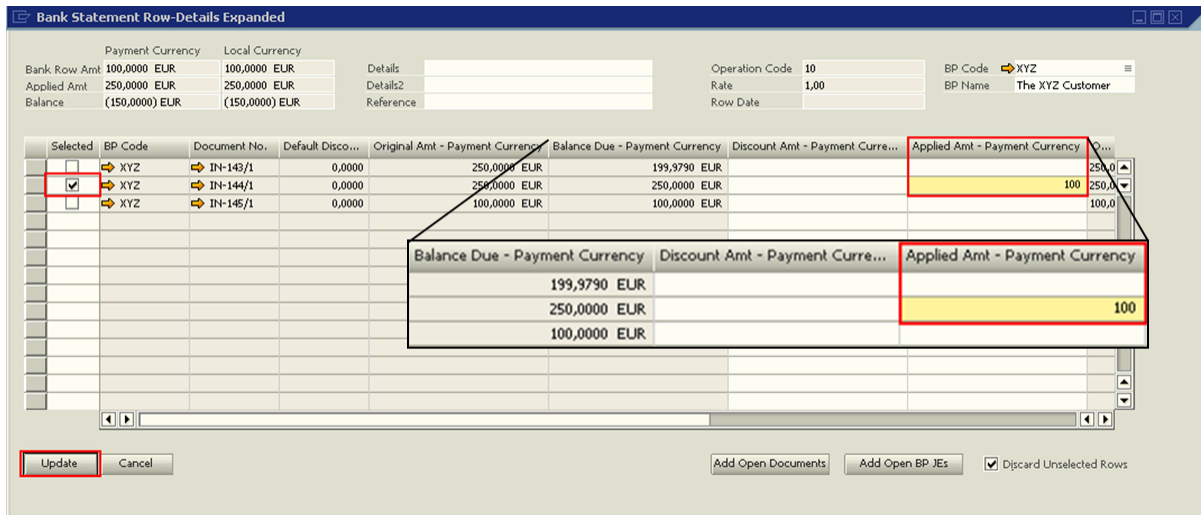 Bank Statement Row-Details Expanded
Payment Currency Local Currency
Bank Row Amt 100,0000 EUR 100,0000 EUR Details Operation Code 10 BP Code XYZ
Applied Amt 250,0000 EUR 250,0000 EUR Details2 Rate 1,00 BP Name The XYZ Customer
Balance (150,0000) EUR (150,0000) EUR Reference Row Date
Selected BP Code Document No. Default Disco... Original Amt - Payment Currency Balance Due - Payment Currency Discount Amt - Payment Curre... Applied Amt - Payment Currency O...
XYZ IN-143/1 0,0000 250,0000 EUR 199,9790 EUR 250,0
XYZ IN-144/1 0,0000 250,0000 EUR 250,0000 EUR 100 250,0
XYZ IN-145/1 0,0000 100,0000 EUR 100,0000 EUR 100,0
Balance Due - Payment Currency Discount Amt - Payment Curre... Applied Amt - Payment Currency
199,9790 EUR
250,0000 EUR 100
100,0000 EUR
Update Cancel Add Open Documents Add Open BP JEs Discard Unselected Rows